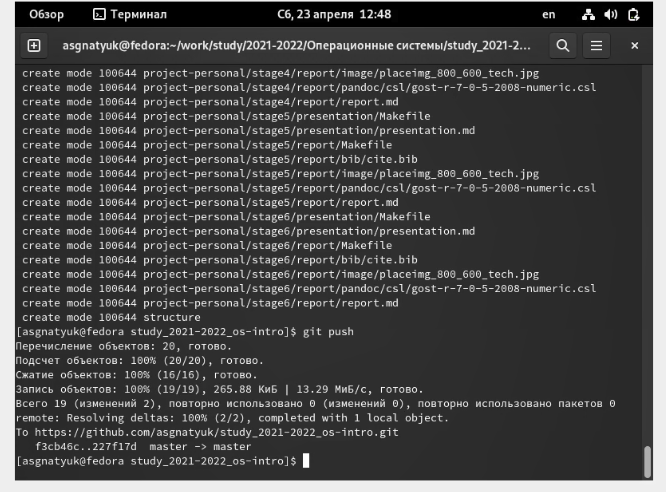 Обзор
Терминал
Сб, 23 апреля 12:48
en
asgnatyuk@fedora:~/work/study/2021-2022/Операционные системы/study_2021-2...
create mode 100644 project-personal/stage4/report/image/placeimg_800_600_tech.jpg
create mode 100644 project-personal/stage4/report/pandoc/csl/gost-r-7-0-5-2008-numeric.csl
create mode 100644 project-personal/stage4/report/report.md
create mode 100644 project-personal/stage5/presentation/Makefile
create mode 100644 project-personal/stage5/presentation/presentation.md
create mode 100644 project-personal/stage5/report/Makefile
create mode 100644 project-personal/stage5/report/bib/cite.bib
create mode 100644 project-personal/stage5/report/image/placeimg_800_600_tech.jpg
create mode 100644 project-personal/stage5/report/pandoc/csl/gost-r-7-0-5-2008-numeric.csl
create mode 100644 project-personal/stage5/report/report.md
create mode 100644 project-personal/stage6/presentation/Makefile
create mode 100644 project-personal/stage6/presentation/presentation.md
create mode 100644 project-personal/stage6/report/Makefile
create mode 100644 project-personal/stage6/report/bib/cite.bib
create mode 100644 project-personal/stage6/report/image/placeimg_800_600_tech.jpg
create mode 100644 project-personal/stage6/report/pandoc/csl/gost-r-7-0-5-2008-numeric.csl
create mode 100644 project-personal/stage6/report/report.md
create mode 100644 structure
[asgnatyuk@fedora study_2021-2022_os-intro]$ git push
Перечисление объектов: 20, готово.
Подсчет объектов: 100% (20/20), готово.
Сжатие объектов: 100% (16/16), готово.
Запись объектов: 100% (19/19), 265.88 КиБ | 13.29 МиБ/с, готово.
Всего 19 (изменений 2), повторно использовано 0 (изменений 0), повторно использовано пакетов 0
remote: Resolving deltas: 100% (2/2), completed with 1 local object.
To https://github.com/asgnatyuk/study_2021-2022_os-intro.git
f3cb46c..227f17d master -> master
[asgnatyuk@fedora study_2021-2022_os-intro]$